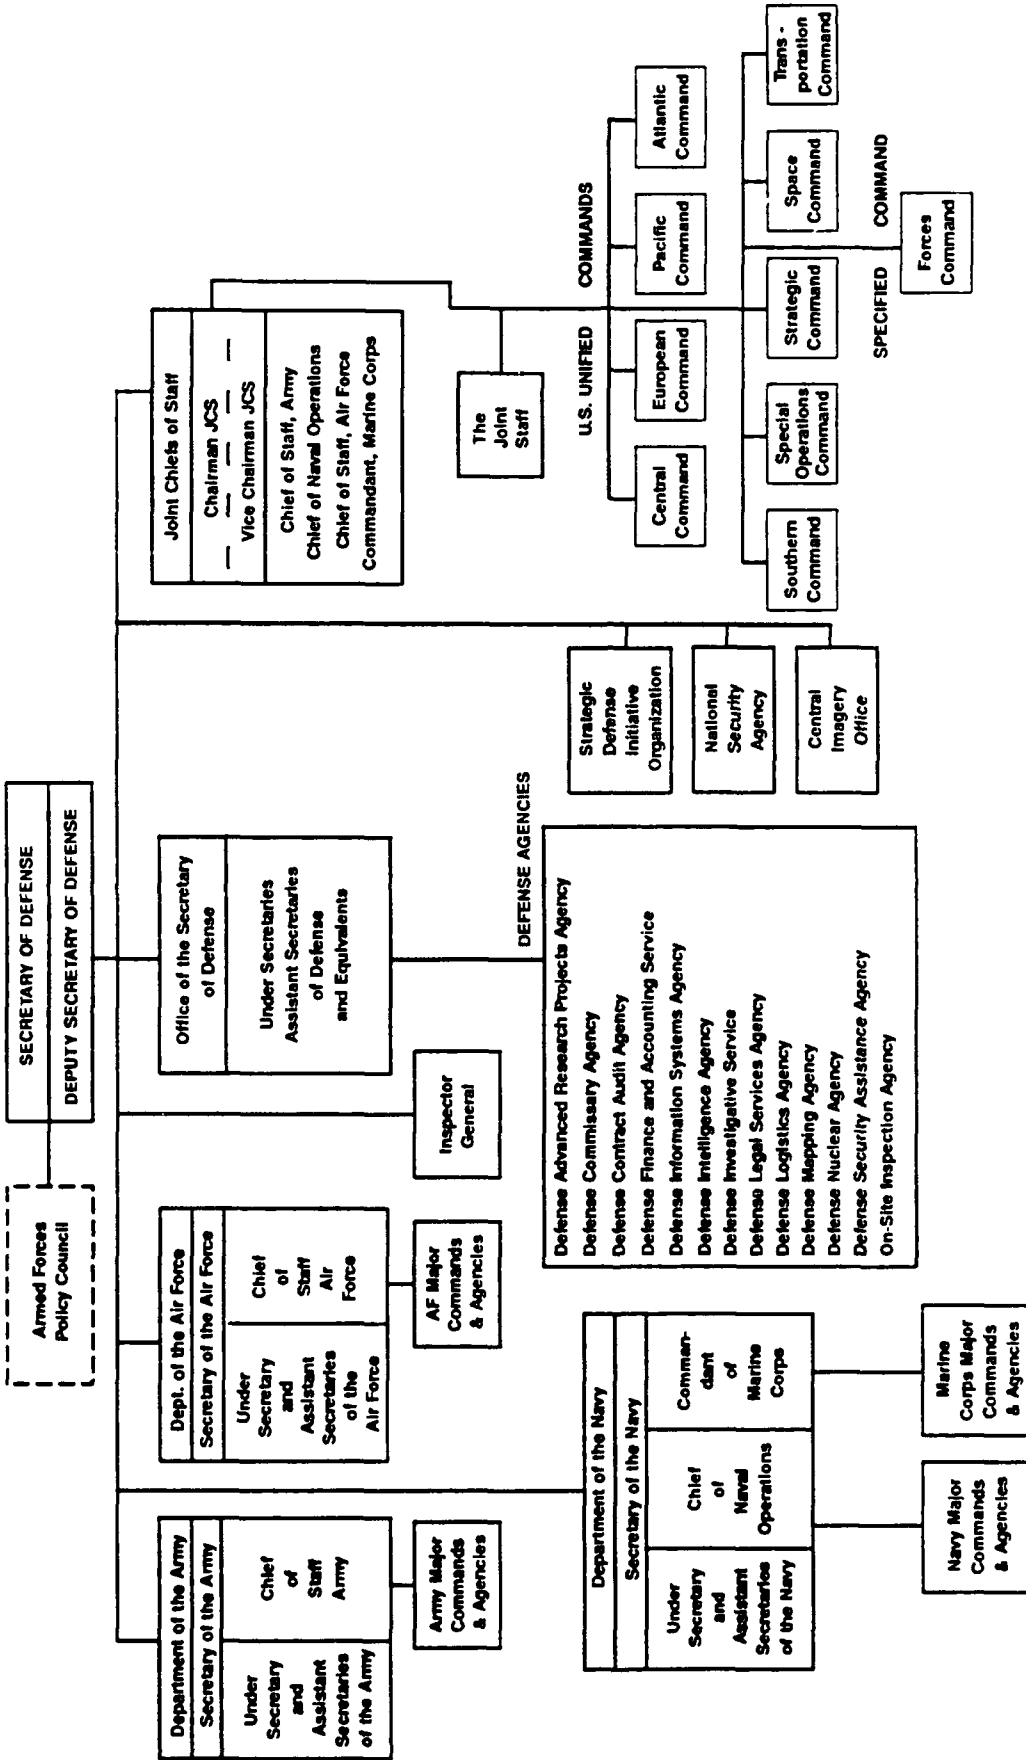 SECRETARY OF DEFENSE
DEPUTY SECRETARY OF DEFENSE
Armed Forces
Policy Council
Department of the Army
Secretary of the Army
Under
Secretary
and
Assistant
Secretaries
of the Army
Chief
of
Staff
Army
Army Major
Commands
& Agencies
Dept. of the Air Force
Secretary of the Air Force
Under
Secretary
and
Assistant
Secretaries
of the
Air Force
Chief
of
Staff
Air
Force
AF Major
Commands
& Agencies
Inspector
General
Office of the Secretary
of Defense
Under Secretaries
Assistant Secretaries
of Defense
and Equivalents
Joint Chiefs of Staff
Chairman JCS
Vice Chairman JCS
Chief of Staff, Army
Chief of Naval Operations
Chief of Staff, Air Force
Commandant, Marine Corps
The
Joint
Staff
Department of the Navy
Secretary of the Navy
Under
Secretary
and
Assistant
Secretaries
of the Navy
Chief
of
Naval
Operations
Comman-
dant
of
Marine
Corps
Navy Major
Commands
& Agencies
Marine
Corps Major
Commands
& Agencies
DEFENSE AGENCIES
Defense Advanced Research Projects Agency
Defense Commissary Agency
Defense Contract Audit Agency
Defense Finance and Accounting Service
Defense Information Systems Agency
Defense Intelligence Agency
Defense Investigative Service
Defense Legal Services Agency
Defense Logistics Agency
Defense Mapping Agency
Defense Nuclear Agency
Defense Security Assistance Agency
On-Site Inspection Agency
Strategic
Defense
Initiative
Organization
National
Security
Agency
Central
Imagery
Office
U.S. UNIFIED COMMANDS
Central
Command
European
Command
Pacific
Command
Atlantic
Command
Southern
Command
Special
Operations
Command
Strategic
Command
Space
Command
Trans -
portation
Command
SPECIFIED COMMAND
Forces
Command